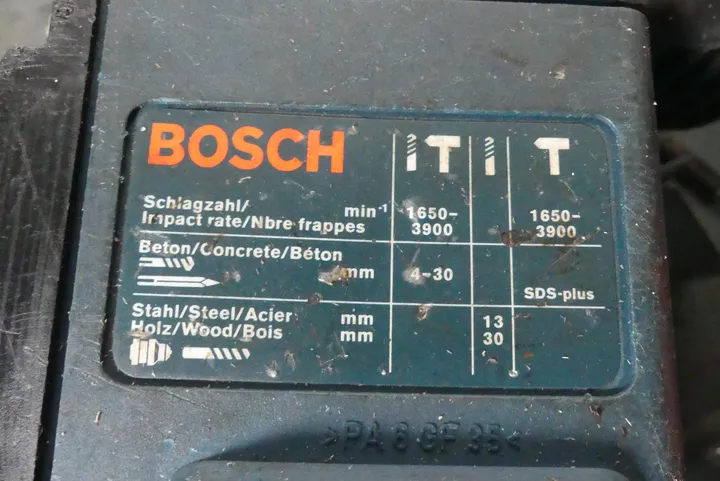 BOSCH
Schlagzahl/ min⁻¹ 1650– 1650–
Impact rate/Nbre frappes 3900 3900
Beton/Concrete/Béton
mm 4–30
SDS-plus
Stahl/Steel/Acier mm 13
Holz/Wood/Bois mm 30
>PA 6 GF 35<